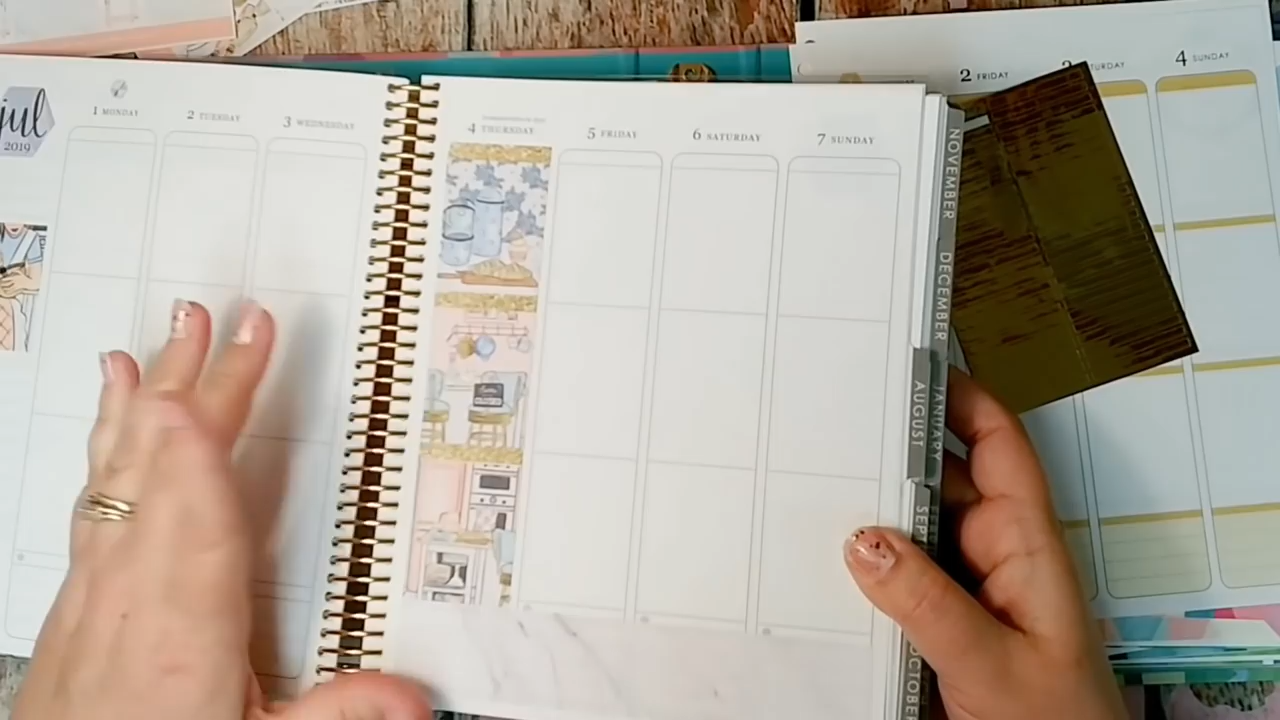 jul
2019
1 MONDAY
2 TUESDAY
3 WEDNESDAY
4 THURSDAY
5 FRIDAY
6 SATURDAY
7 SUNDAY
2 FRIDAY
4 SUNDAY
NOVEMBER
DECEMBER
JANUARY
AUGUST
OCTOBER